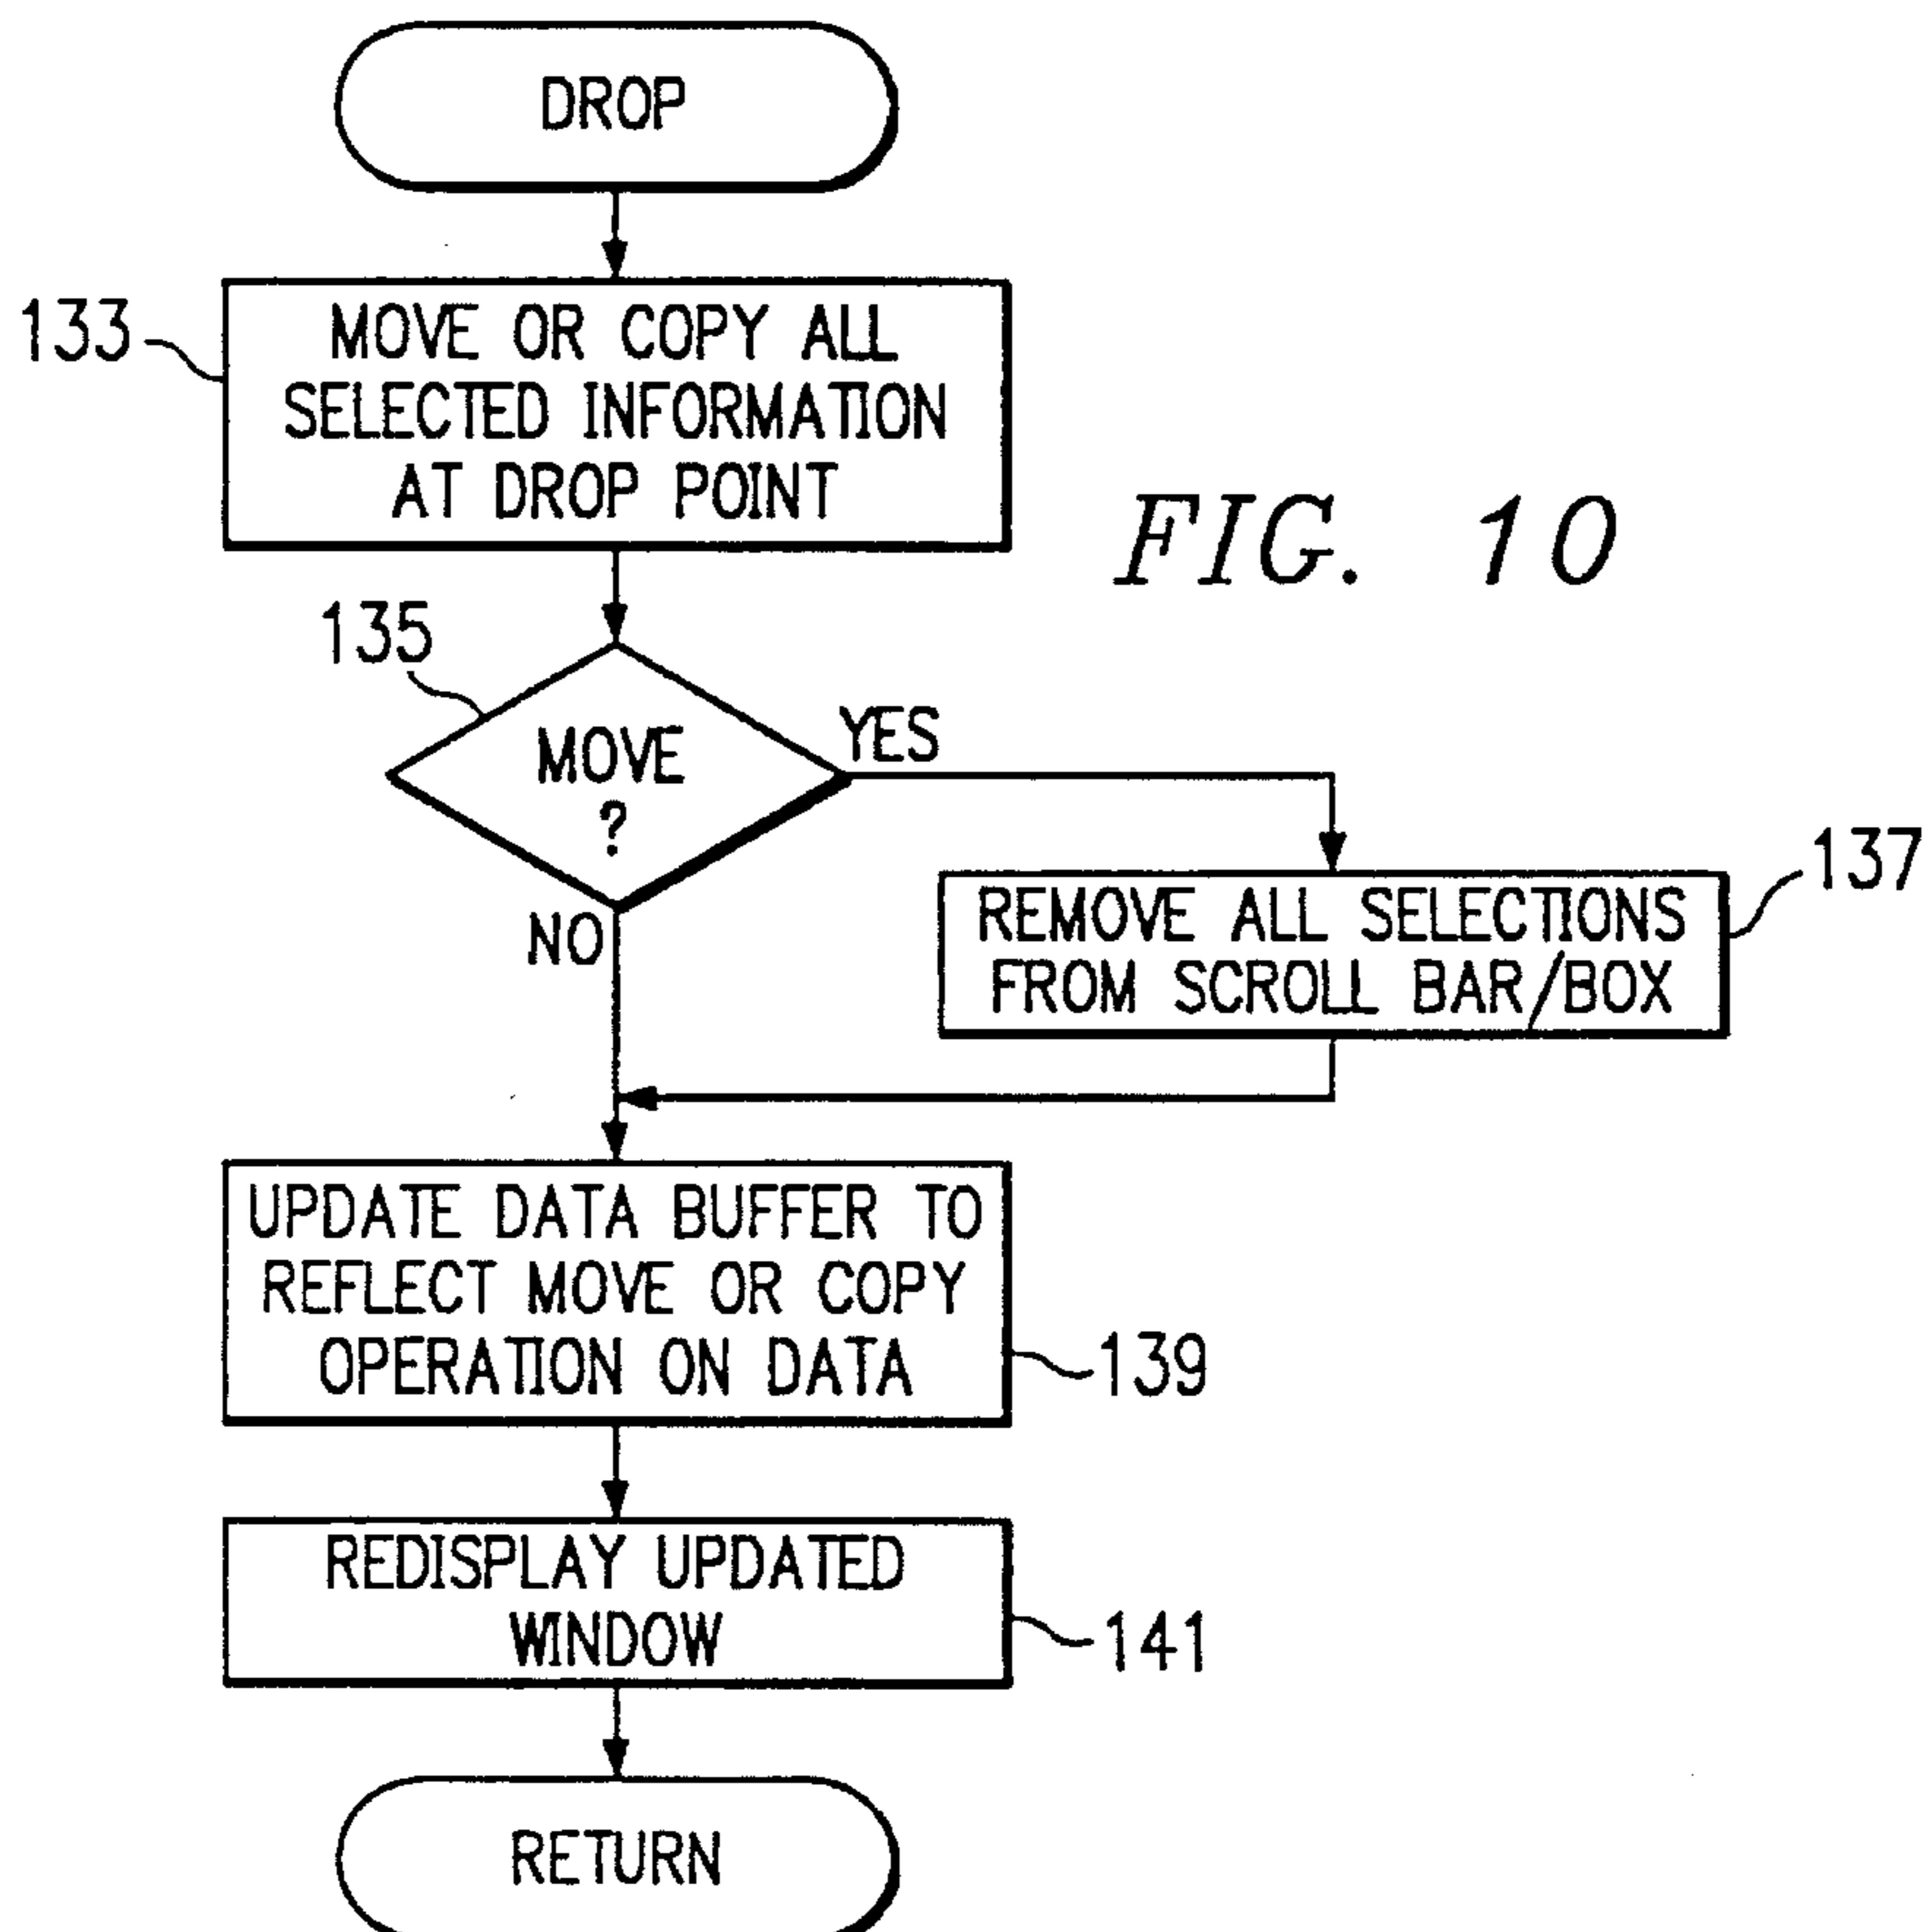 DROP
133
MOVE OR COPY ALL
SELECTED INFORMATION
AT DROP POINT
FIG. 10
135
MOVE
?
YES
NO
137
REMOVE ALL SELECTIONS
FROM SCROLL BAR/BOX
UPDATE DATA BUFFER TO
REFLECT MOVE OR COPY
OPERATION ON DATA
139
REDISPLAY UPDATED
WINDOW
141
RETURN